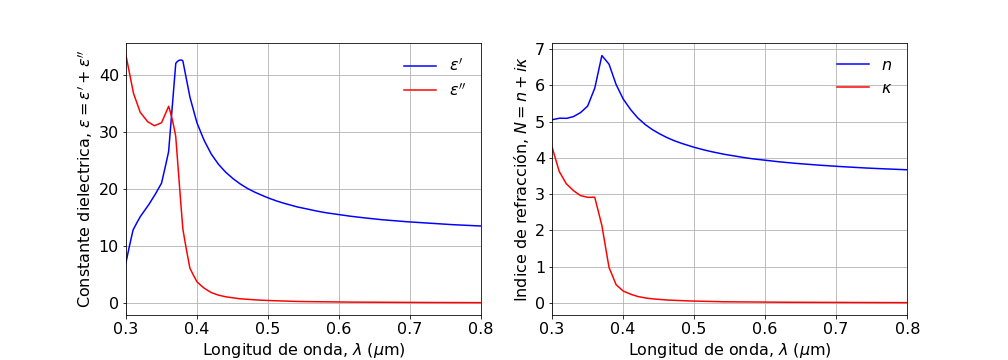 Constante dielectrica, ε = ε′ + ε″
40
30
20
10
0
0.3 0.4 0.5 0.6 0.7 0.8
Longitud de onda, λ (μm)
ε′
ε″
Indice de refracción, N = n + iκ
7
6
5
4
3
2
1
0
0.3 0.4 0.5 0.6 0.7 0.8
Longitud de onda, λ (μm)
n
κ